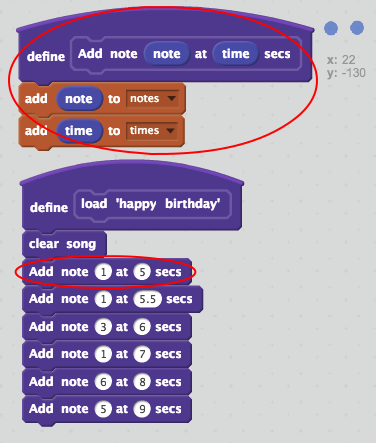 define Add note note at time secs
x: 22
y: -130
add note to notes
add time to times
define load 'happy birthday'
clear song
Add note 1 at 5 secs
Add note 1 at 5.5 secs
Add note 3 at 6 secs
Add note 1 at 7 secs
Add note 6 at 8 secs
Add note 5 at 9 secs